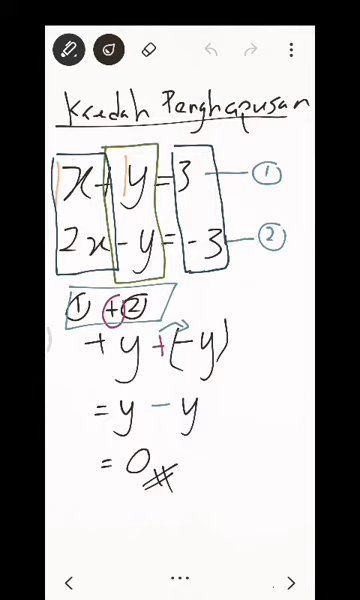 Kaedah Penghapusan
x + y = 3 — ①
2x - y = -3 — ②
① + ②
+ y + (-y)
= y - y
= 0